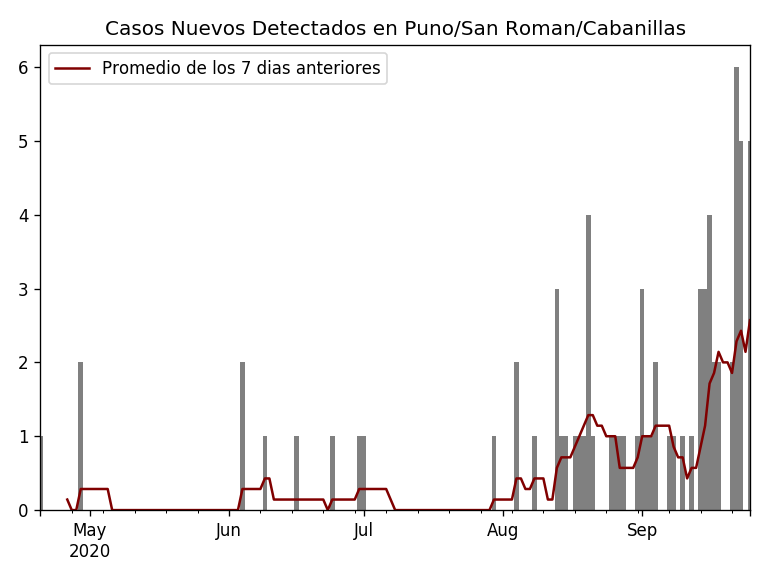 Casos Nuevos Detectados en Puno/San Roman/Cabanillas
Promedio de los 7 dias anteriores
6
5
4
3
2
1
0
May Jun Jul Aug Sep
2020